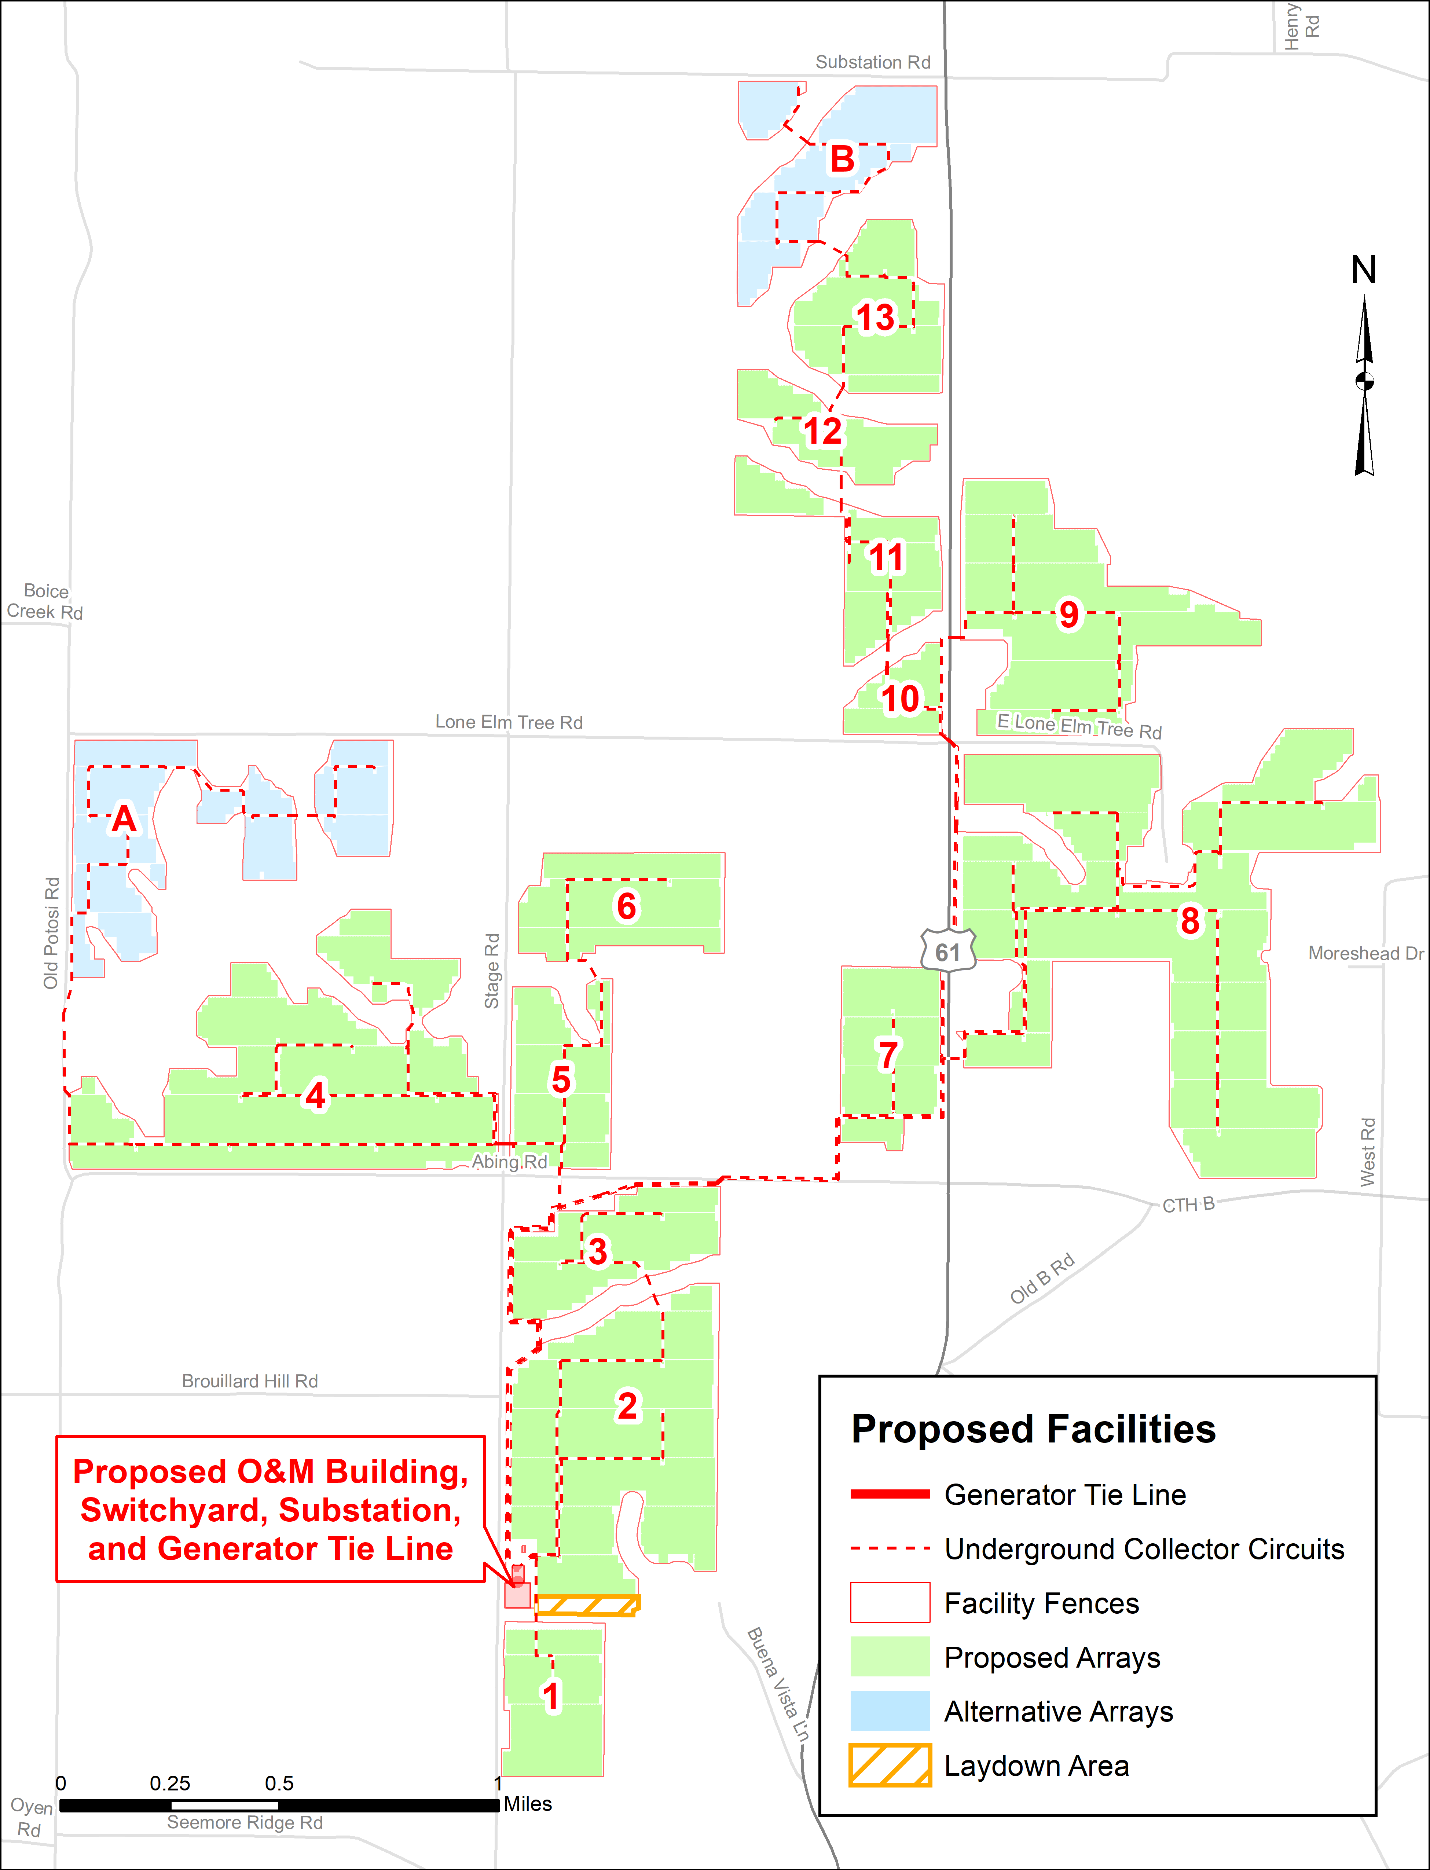 Henry
Rd
Substation Rd
B
N
13
12
11
9
Boice
Creek Rd
10
Lone Elm Tree Rd
E Lone Elm Tree Rd
A
6
8
Old Potosi Rd
Stage Rd
61
Moreshead Dr
7
5
4
Abing Rd
West Rd
CTH B
3
Old B Rd
Brouillard Hill Rd
2
Proposed O&M Building,
Switchyard, Substation,
and Generator Tie Line
1
Buena Vista Ln
Proposed Facilities
Generator Tie Line
Underground Collector Circuits
Facility Fences
Proposed Arrays
Alternative Arrays
Laydown Area
0 0.25 0.5 1
Miles
Oyen
Rd
Seemore Ridge Rd